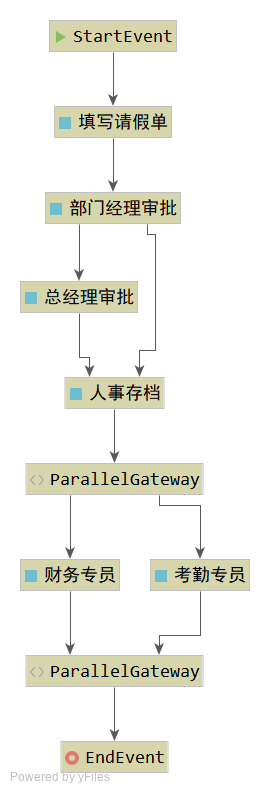 StartEvent
填写请假单
部门经理审批
总经理审批
人事存档
ParallelGateway
财务专员
考勤专员
ParallelGateway
EndEvent
Powered by yFiles